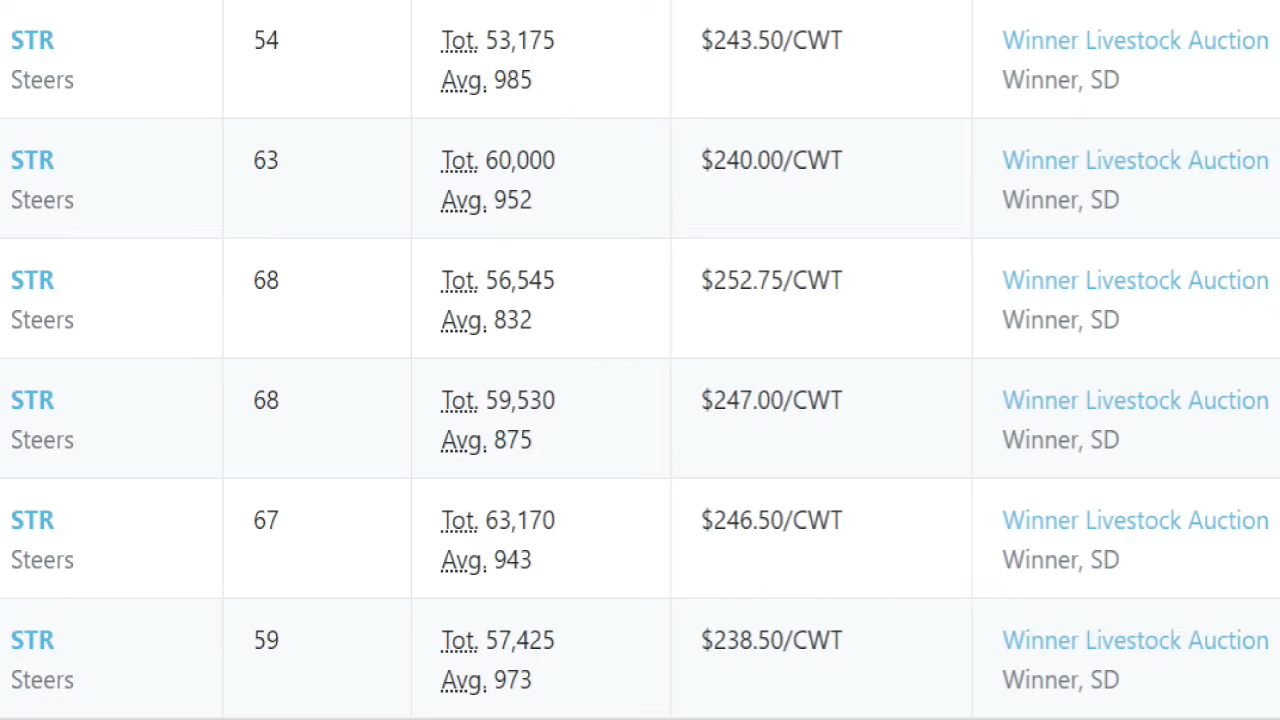 STR 54 Tot. 53,175 $243.50/CWT Winner Livestock Auction
Steers Avg. 985 Winner, SD
STR 63 Tot. 60,000 $240.00/CWT Winner Livestock Auction
Steers Avg. 952 Winner, SD
STR 68 Tot. 56,545 $252.75/CWT Winner Livestock Auction
Steers Avg. 832 Winner, SD
STR 68 Tot. 59,530 $247.00/CWT Winner Livestock Auction
Steers Avg. 875 Winner, SD
STR 67 Tot. 63,170 $246.50/CWT Winner Livestock Auction
Steers Avg. 943 Winner, SD
STR 59 Tot. 57,425 $238.50/CWT Winner Livestock Auction
Steers Avg. 973 Winner, SD